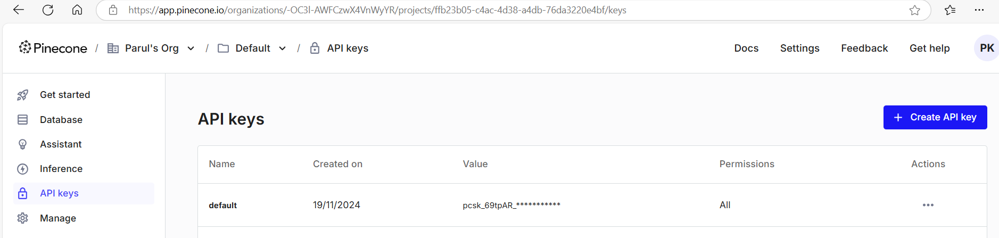 https://app.pinecone.io/organizations/-OC3I-AWFCzwX4VnWyYR/projects/ffb23b05-c4ac-4d38-a4db-76da3220e4bf/keys
Pinecone / Parul's Org / Default / API keys Docs Settings Feedback Get help PK
Get started
Database
Assistant
Inference
API keys
Manage
API keys
+ Create API key
Name Created on Value Permissions Actions
default 19/11/2024 pcsk_69tpAR_*********** All •••